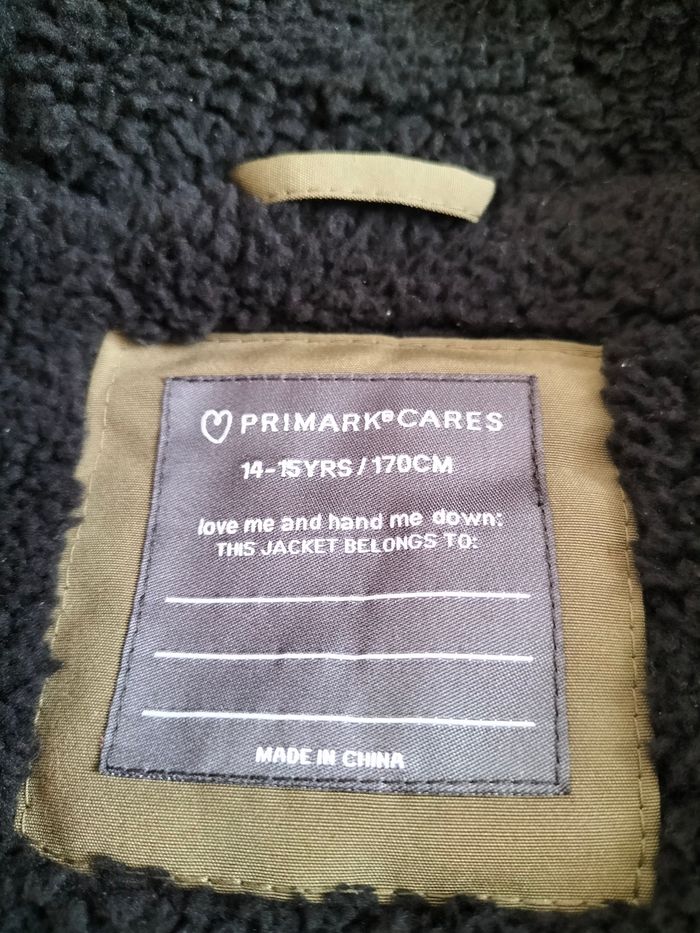 PRIMARK® CARES
14-15YRS/170CM
love me and hand me down:
THIS JACKET BELONGS TO:
MADE IN CHINA